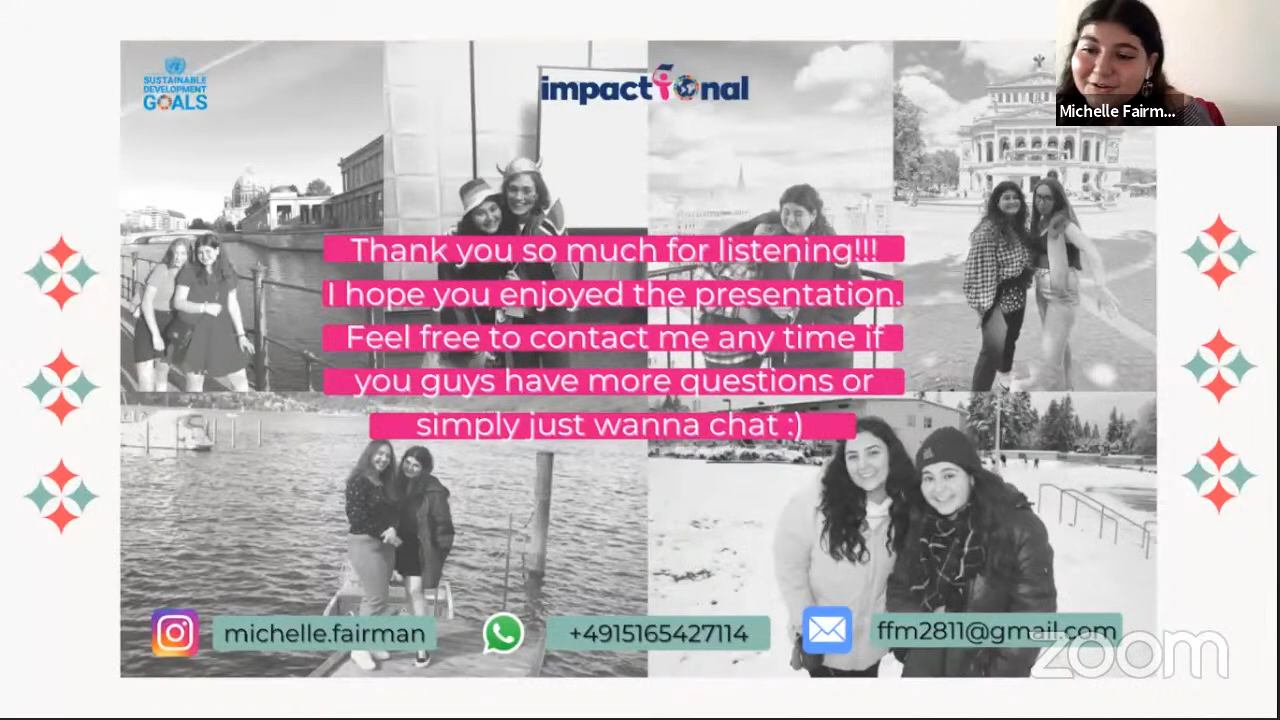 SUSTAINABLE
DEVELOPMENT
GOALS
impactional
Michelle Fairm...
Thank you so much for listening!!!
I hope you enjoyed the presentation.
Feel free to contact me any time if
you guys have more questions or
simply just wanna chat :)
michelle.fairman
+4915165427114
ffm2811@gmail.com
zoom